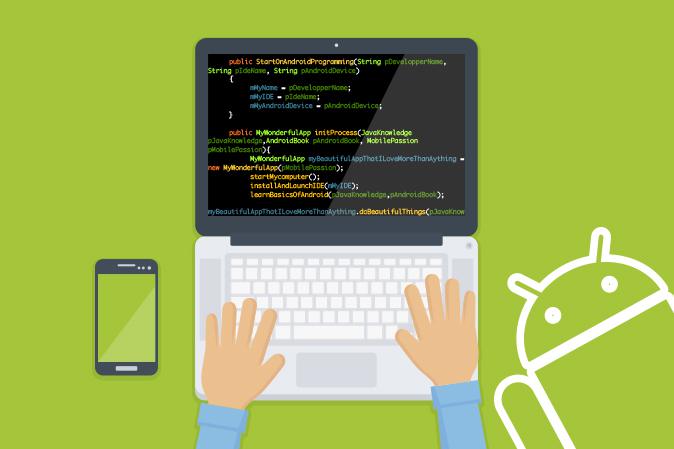 public StartOnAndroidProgramming(String pDevelopperName,
String pIdeName, String pAndroidDevice)
{
mMyName = pDevelopperName;
mMyIDE = pIdeName;
mMyAndroidDevice = pAndroidDevice;
}
public MyWonderfulApp initProcess(JavaKnowledge
pJavaKnowledge,AndroidBook pAndroidBook, MobilePassion
pMobilePassion){
MyWonderfulApp myBeautifulAppThatILoveMoreThanAything =
new MyWonderfulApp(pMobilePassion);
startMycomputer();
installAndLaunchIDE(mMyIDE);
learnBasicsOfAndroid(pJavaKnowledge,pAndroidBook);
myBeautifulAppThatILoveMoreThanAything.doBeautifulThings(pJavaKnow